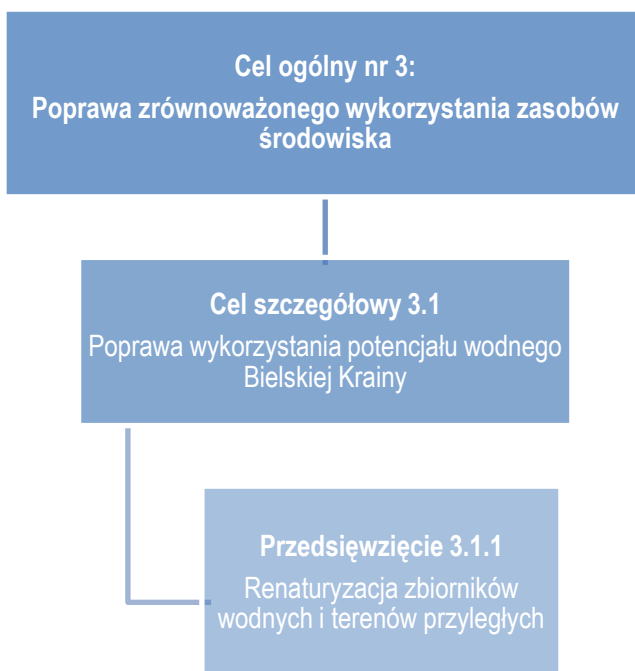 Cel ogólny nr 3:
Poprawa zrównoważonego wykorzystania zasobów
środowiska
Cel szczegółowy 3.1
Poprawa wykorzystania potencjału wodnego
Bielskiej Krainy
Przedsięwzięcie 3.1.1
Renaturyzacja zbiorników
wodnych i terenów przyległych